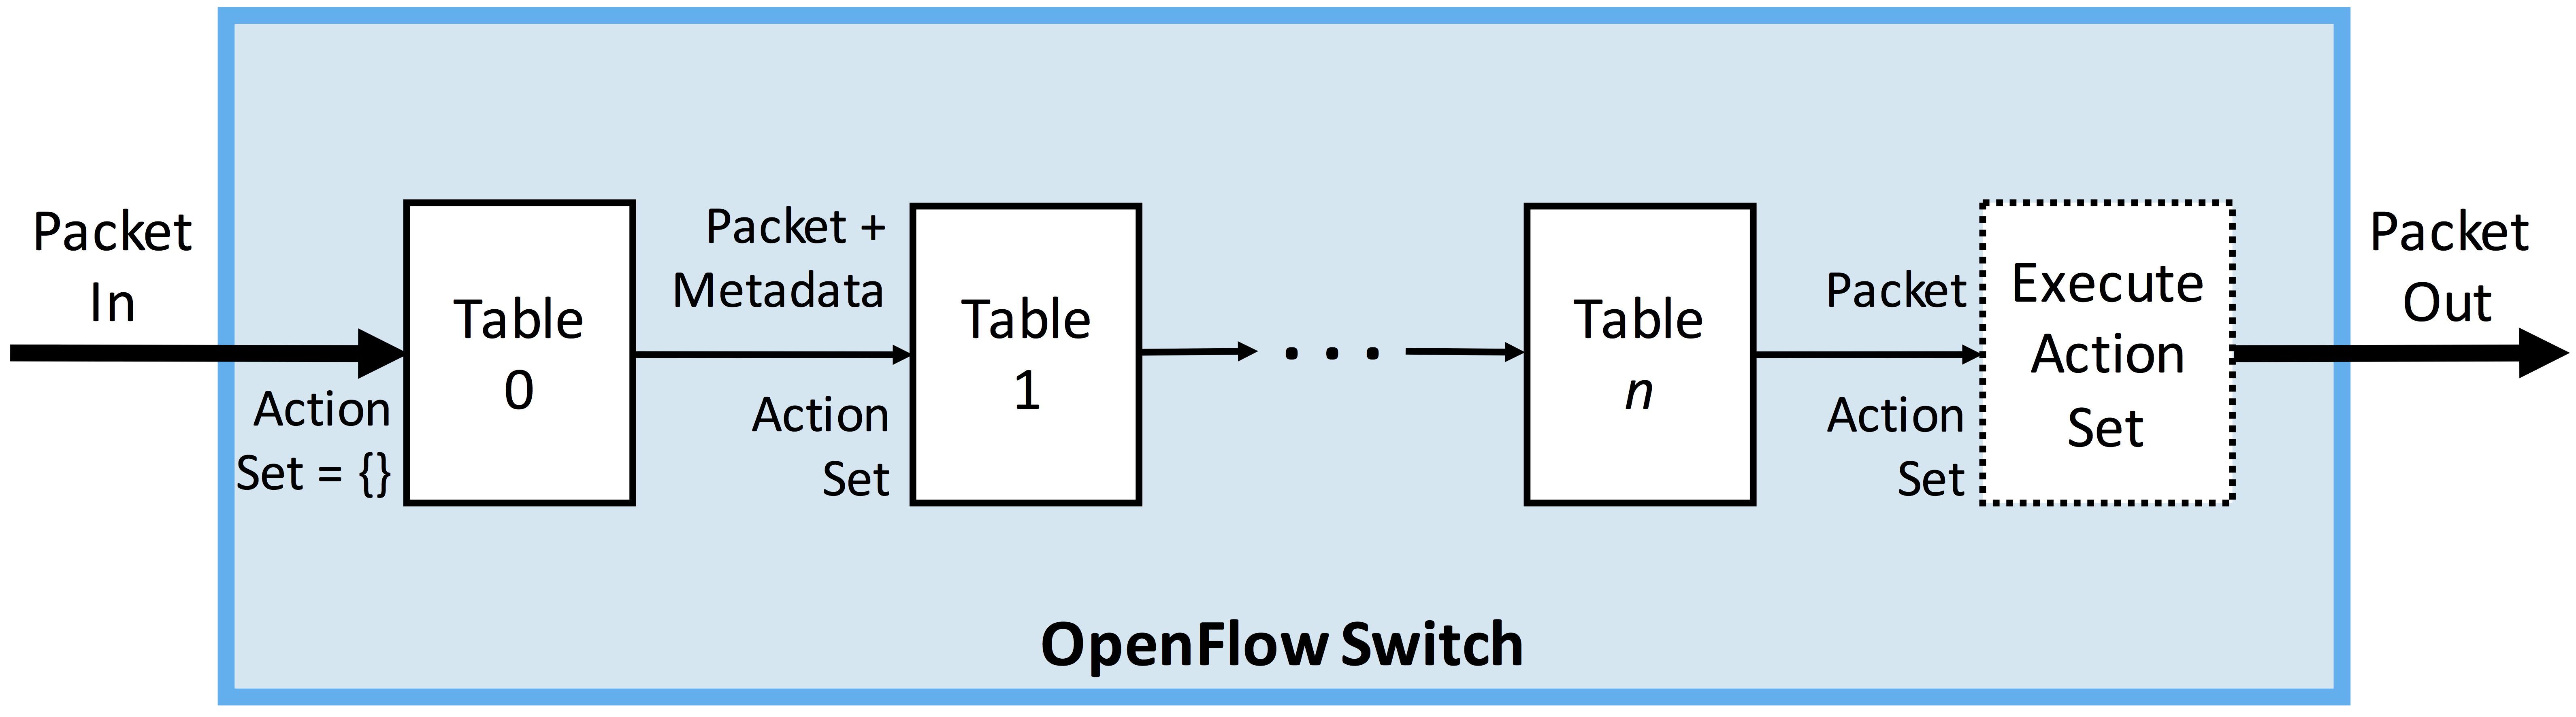 Packet
In
Action
Set = {}
Table
0
Packet +
Metadata
Action
Set
Table
1
. . .
Table
n
Packet
Action
Set
Execute
Action
Set
Packet
Out
OpenFlow Switch